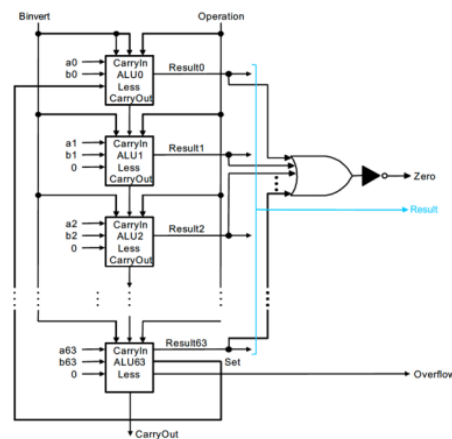 Binvert Operation
a0 CarryIn Result0
b0 ALU0
Less
CarryOut
a1 CarryIn Result1
b1 ALU1
0 Less
CarryOut
Zero
Result
a2 CarryIn Result2
b2 ALU2
0 Less
CarryOut
a63 CarryIn Result63
b63 ALU63 Set
0 Less Overflow
CarryOut